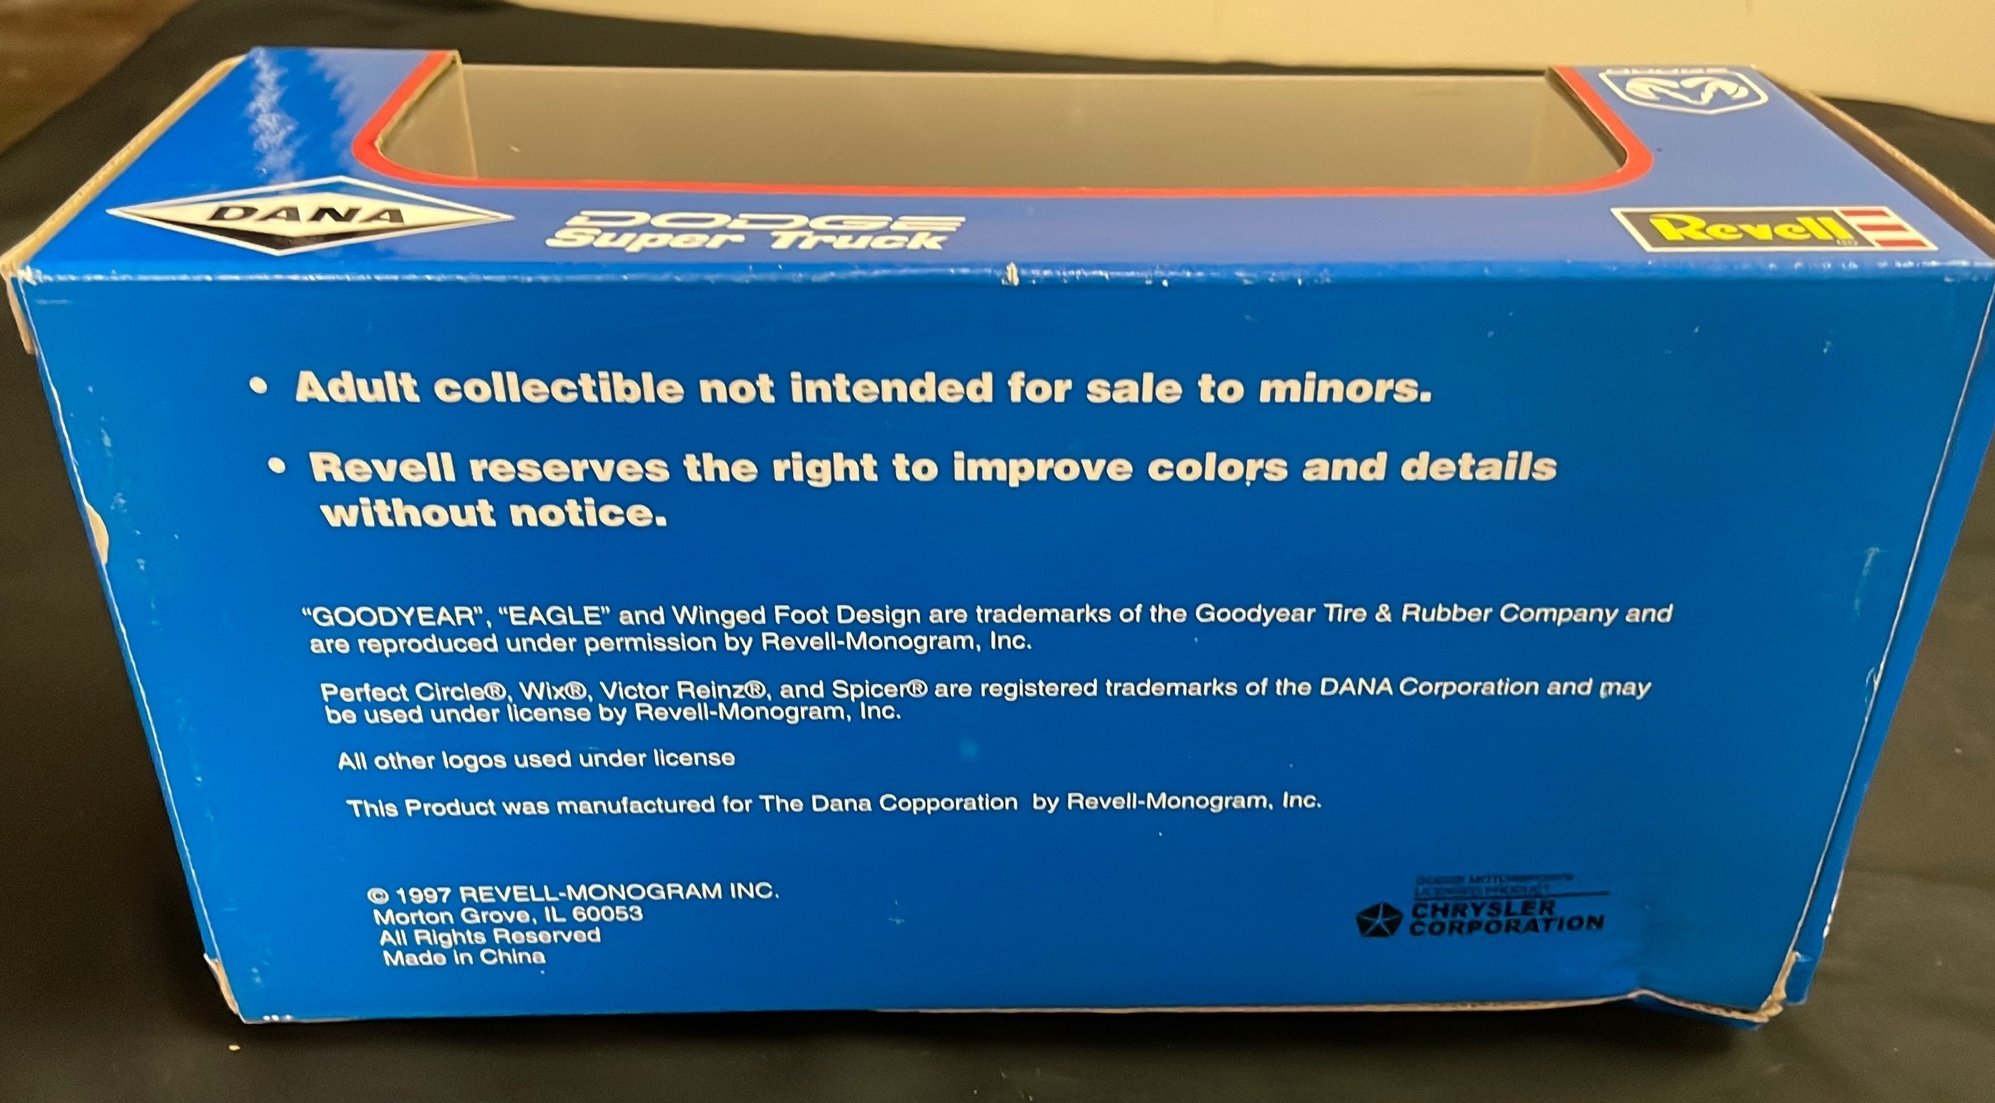 DODGE
DANA
DODGE
Super Truck
Revell
• Adult collectible not intended for sale to minors.
• Revell reserves the right to improve colors and details
without notice.
“GOODYEAR”, “EAGLE” and Winged Foot Design are trademarks of the Goodyear Tire & Rubber Company and
are reproduced under permission by Revell-Monogram, Inc.
Perfect Circle®, Wix®, Victor Reinz®, and Spicer® are registered trademarks of the DANA Corporation and may
be used under license by Revell-Monogram, Inc.
All other logos used under license
This Product was manufactured for The Dana Copporation by Revell-Monogram, Inc.
© 1997 REVELL-MONOGRAM INC.
Morton Grove, IL 60053
All Rights Reserved
Made in China
DODGE MOTORSPORTS
LICENSED PRODUCT
CHRYSLER
CORPORATION